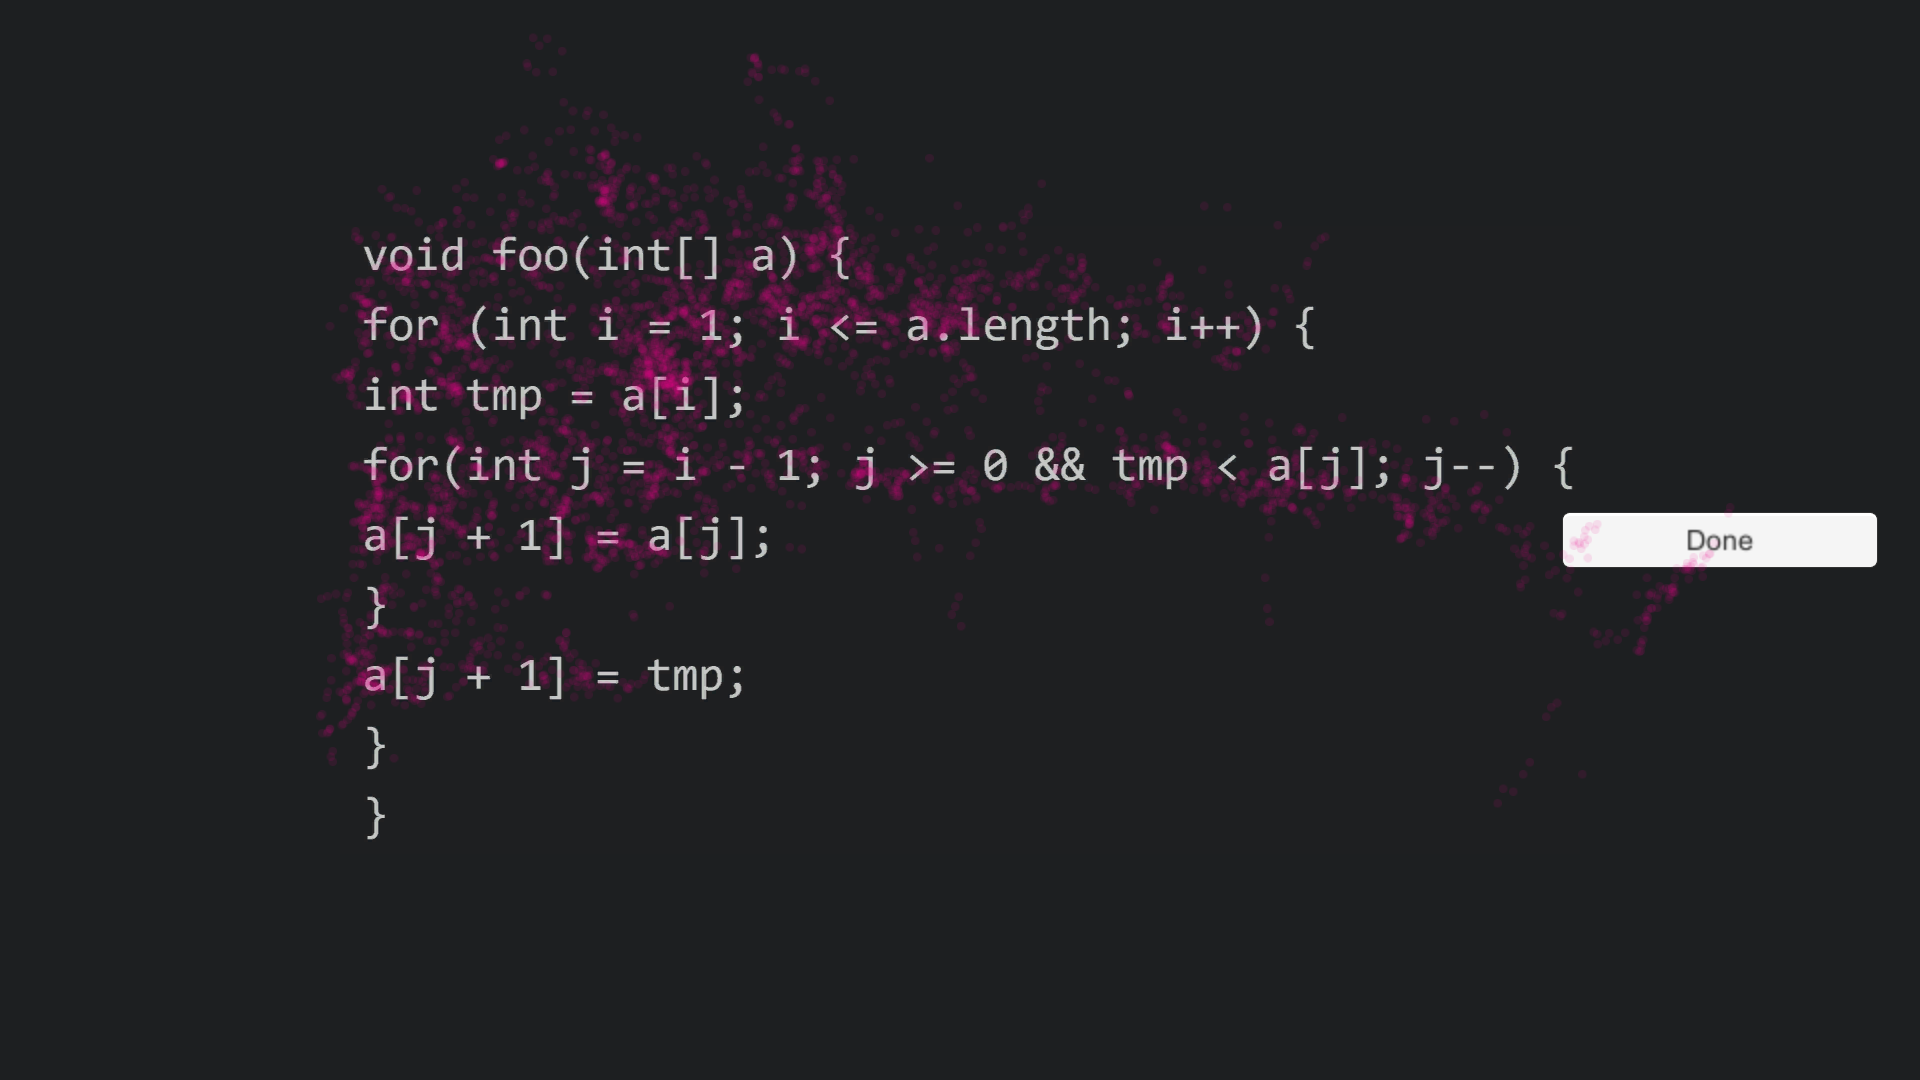 void foo(int[] a) {
for (int i = 1; i <= a.length; i++) {
int tmp = a[i];
for(int j = i - 1; j >= 0 && tmp < a[j]; j--) {
a[j + 1] = a[j];
Done
}
a[j + 1] = tmp;
}
}